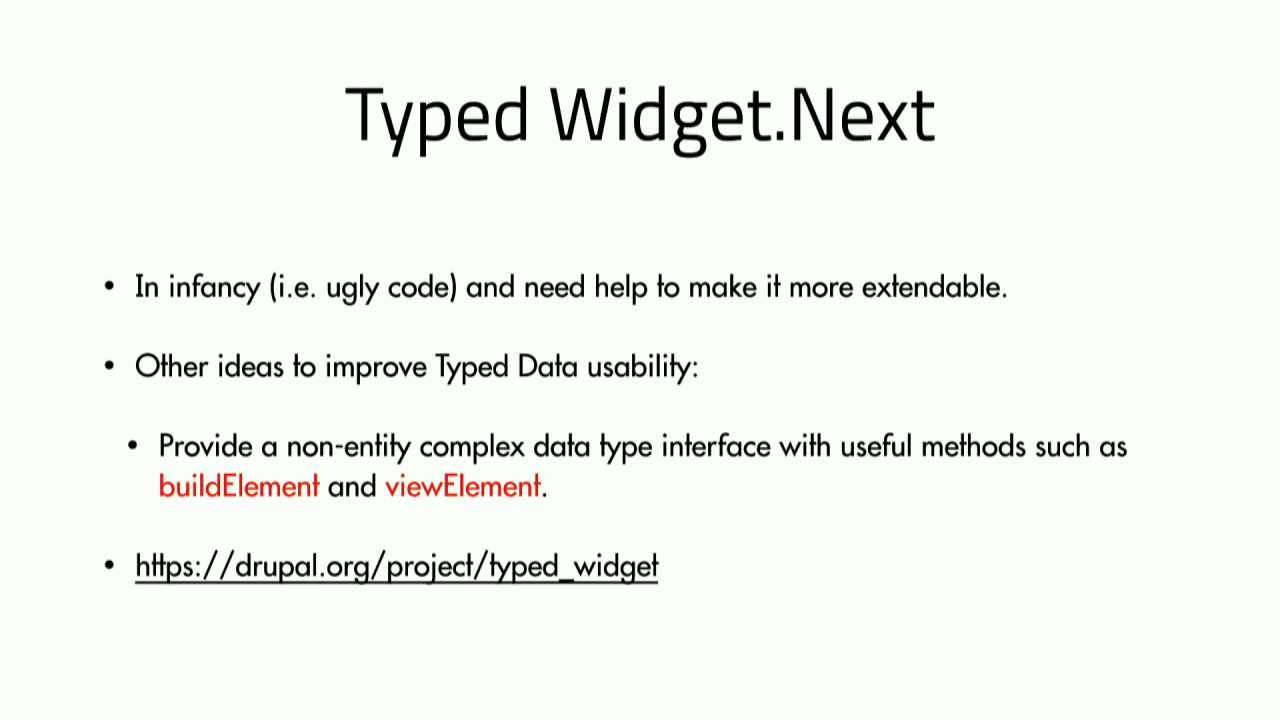 Typed Widget.Next
• In infancy (i.e. ugly code) and need help to make it more extendable.
• Other ideas to improve Typed Data usability:
• Provide a non-entity complex data type interface with useful methods such as
buildElement and viewElement.
• https://drupal.org/project/typed_widget